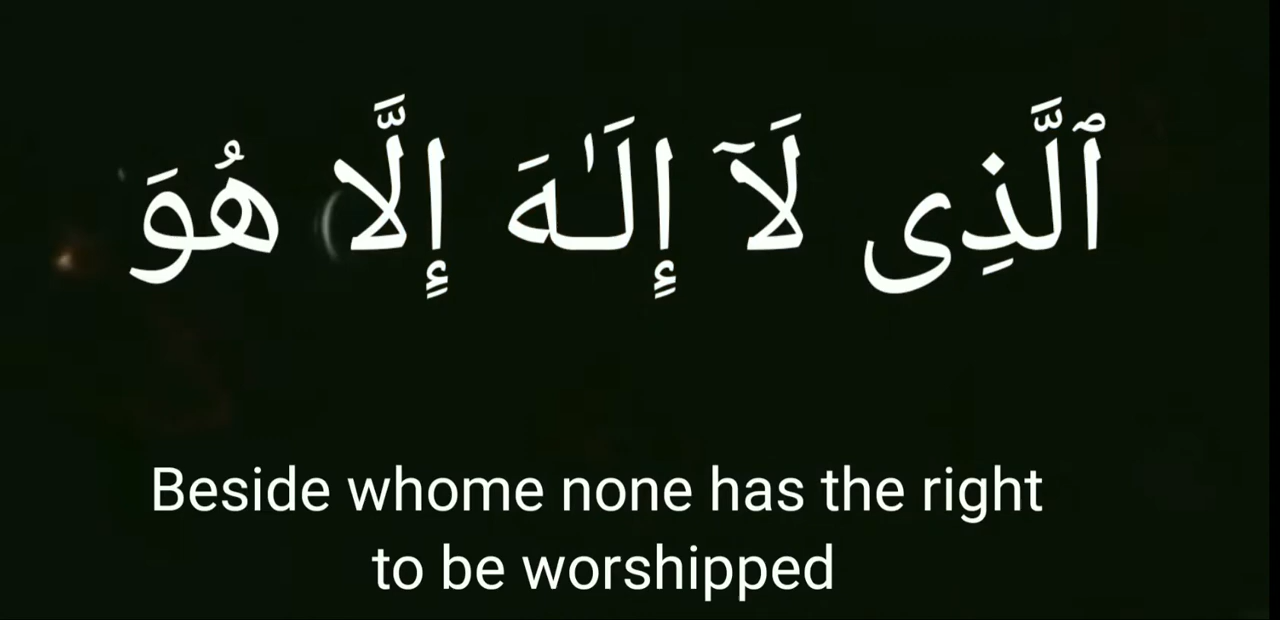 ٱلَّذِى لَآ إِلَـٰهَ إِلَّا هُوَ
Beside whome none has the right
to be worshipped